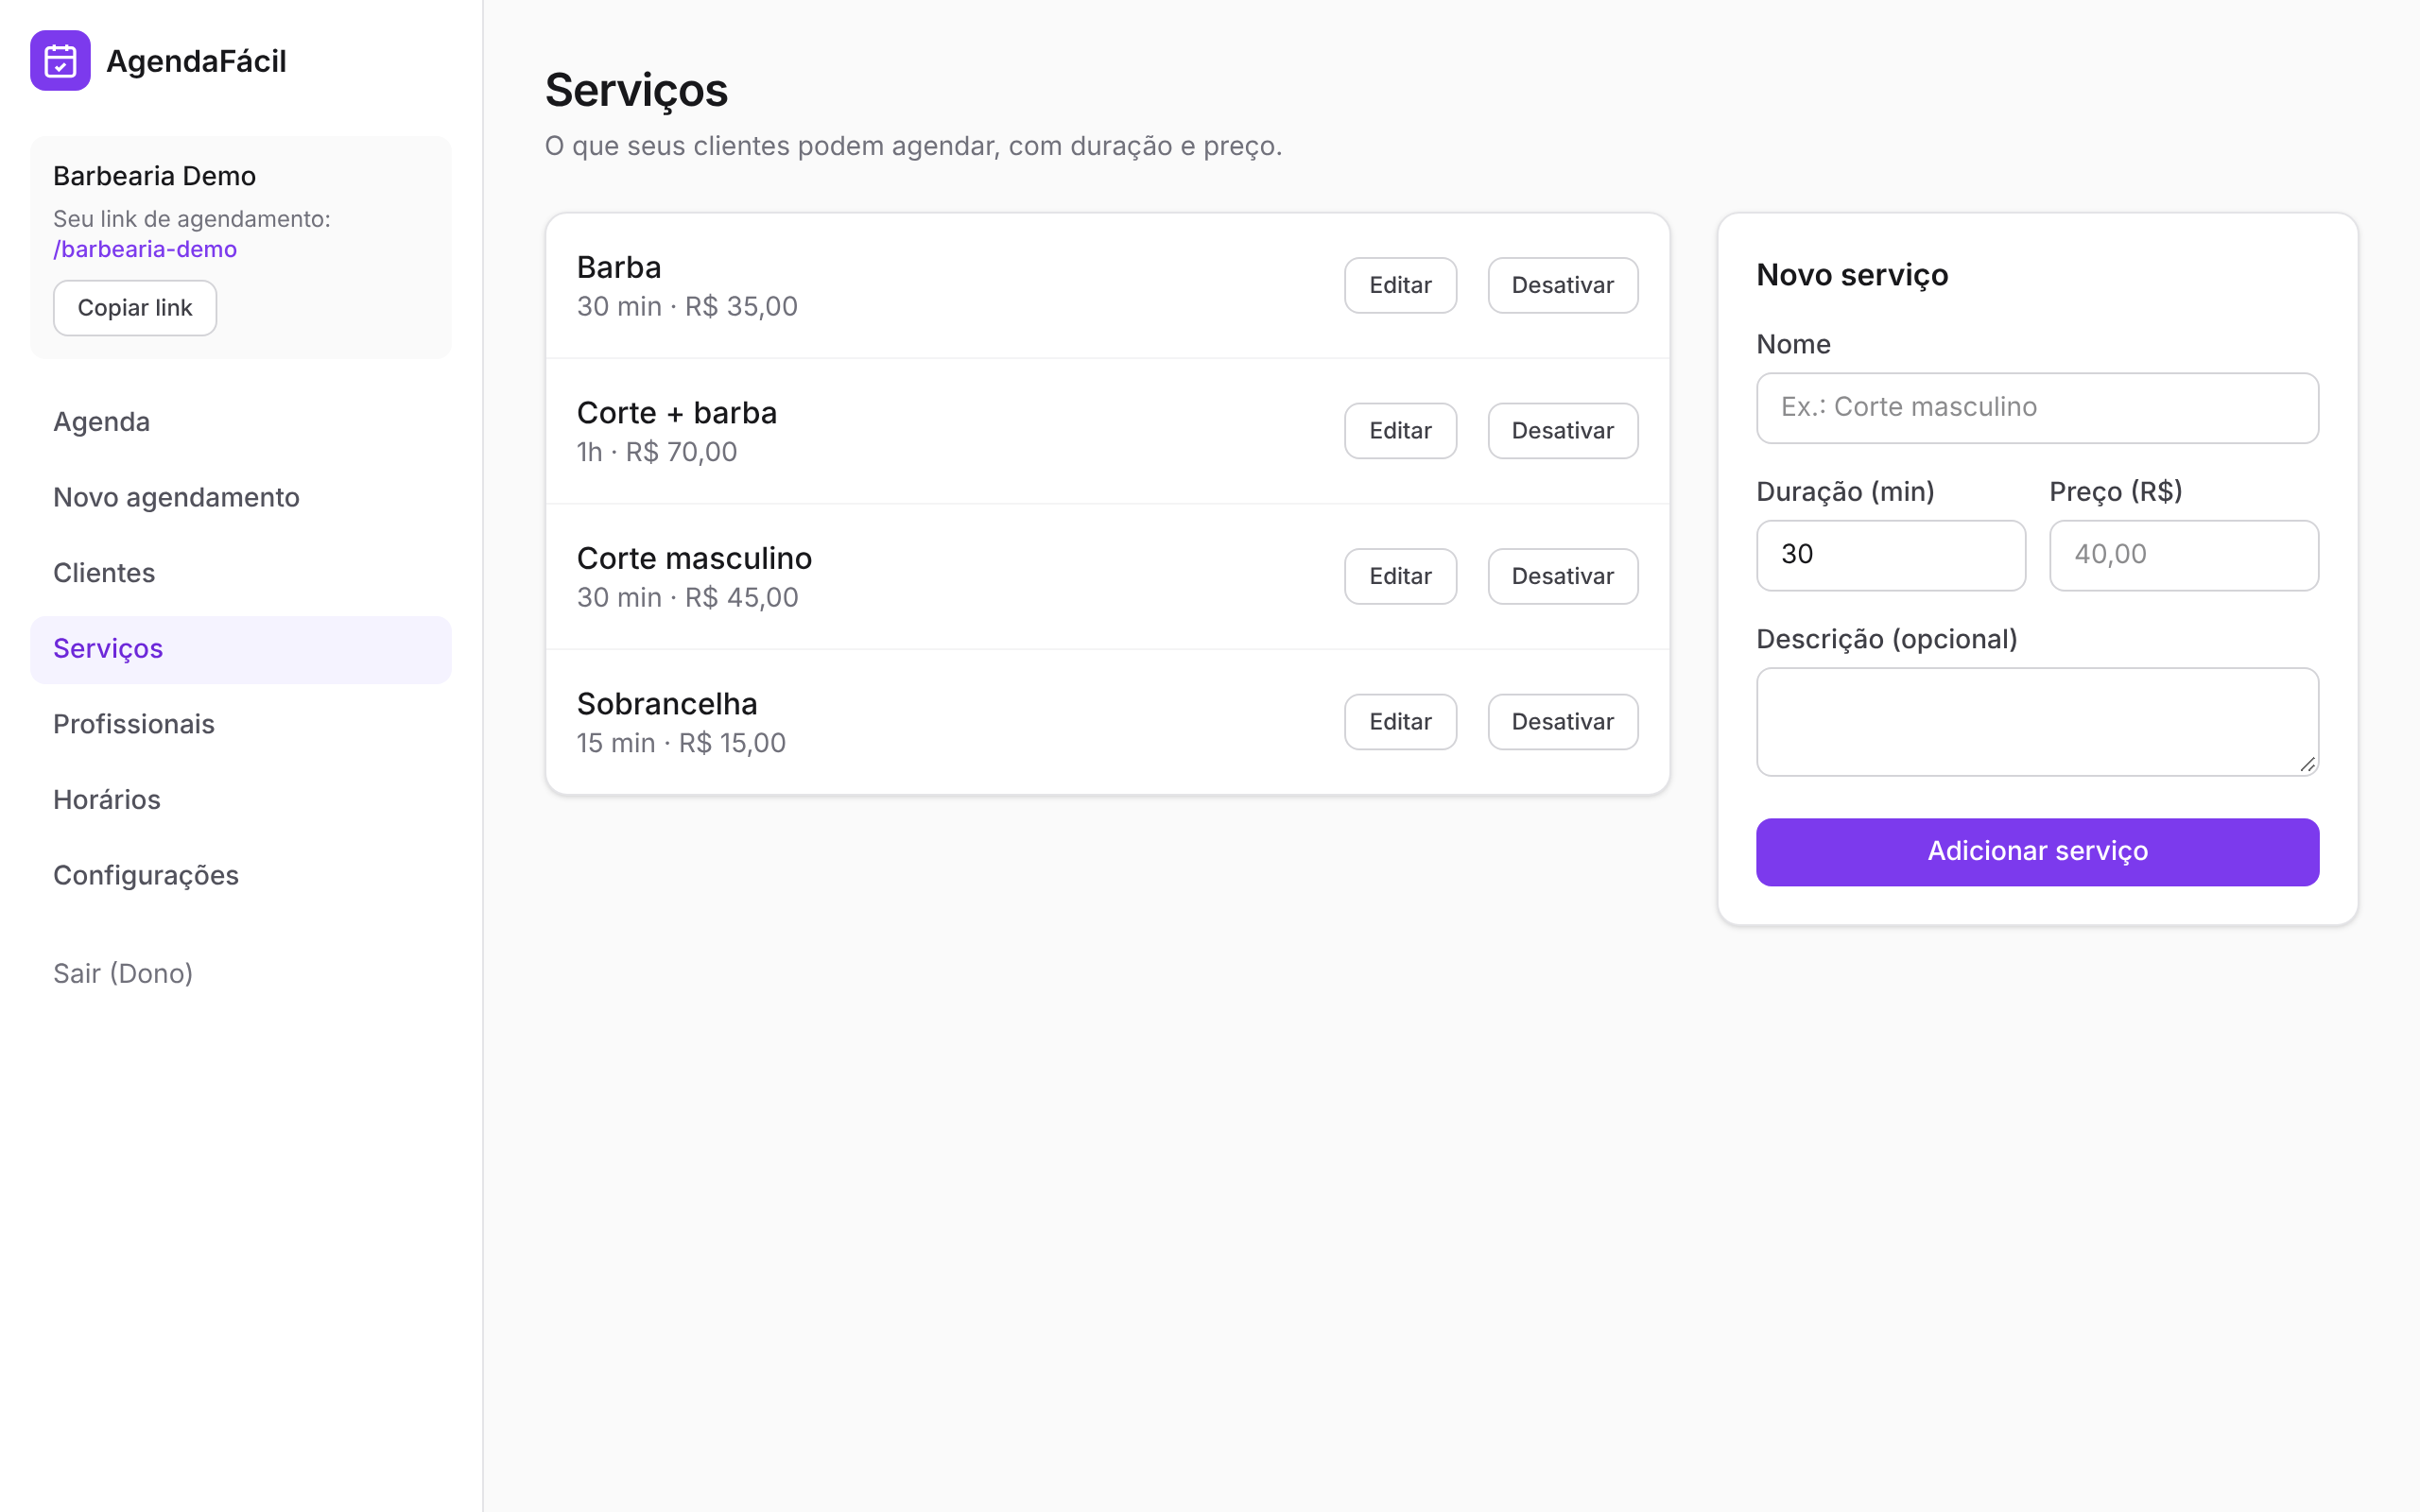 AgendaFácil
Barbearia Demo
Seu link de agendamento:
/barbearia-demo
Copiar link
Agenda
Novo agendamento
Clientes
Serviços
Profissionais
Horários
Configurações
Sair (Dono)
Serviços
O que seus clientes podem agendar, com duração e preço.
Barba
30 min · R$ 35,00
Editar
Desativar
Corte + barba
1h · R$ 70,00
Editar
Desativar
Corte masculino
30 min · R$ 45,00
Editar
Desativar
Sobrancelha
15 min · R$ 15,00
Editar
Desativar
Novo serviço
Nome
Ex.: Corte masculino
Duração (min)
Preço (R$)
30
40,00
Descrição (opcional)
Adicionar serviço